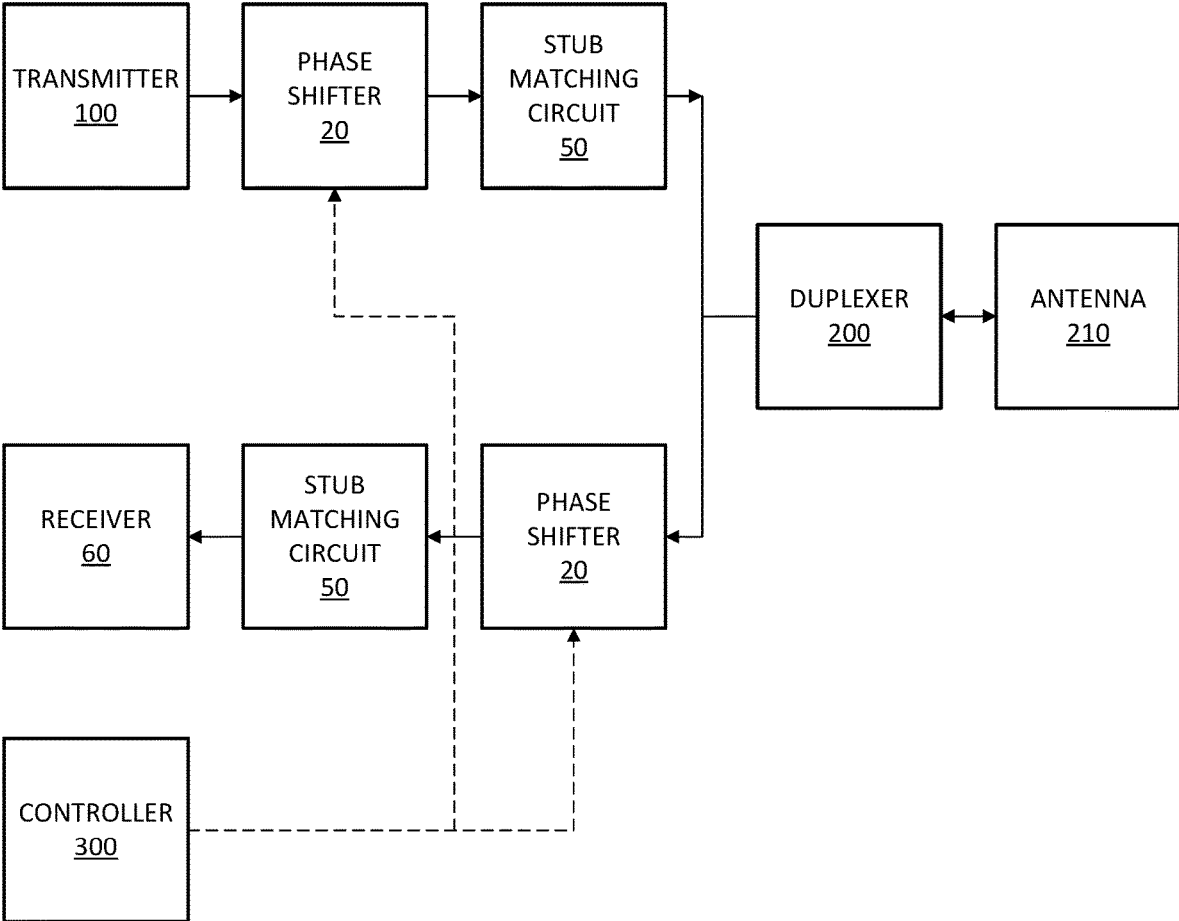 TRANSMITTER
100
PHASE
SHIFTER
20
STUB
MATCHING
CIRCUIT
50
DUPLEXER
200
ANTENNA
210
RECEIVER
60
STUB
MATCHING
CIRCUIT
50
PHASE
SHIFTER
20
CONTROLLER
300